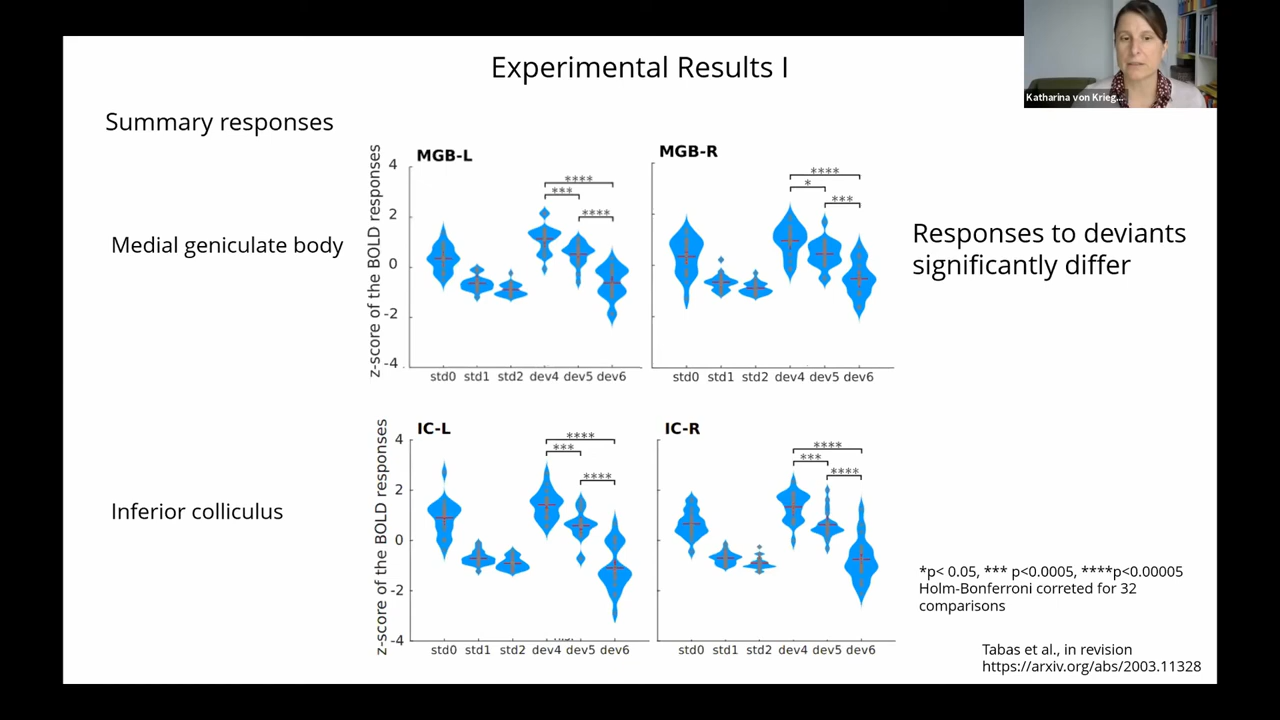 Experimental Results I
Katharina von Krieg...
Summary responses
Medial geniculate body
z-score of the BOLD responses
MGB-L
4
2
0
-2
-4
****
***
****
std0 std1 std2 dev4 dev5 dev6
MGB-R
****
*
***
std0 std1 std2 dev4 dev5 dev6
Responses to deviants
significantly differ
Inferior colliculus
z-score of the BOLD responses
IC-L
4
2
0
-2
-4
****
***
****
std0 std1 std2 dev4 dev5 dev6
IC-R
****
***
****
std0 std1 std2 dev4 dev5 dev6
*p< 0.05, *** p<0.0005, ****p<0.00005
Holm-Bonferroni correted for 32
comparisons
Tabas et al., in revision
https://arxiv.org/abs/2003.11328